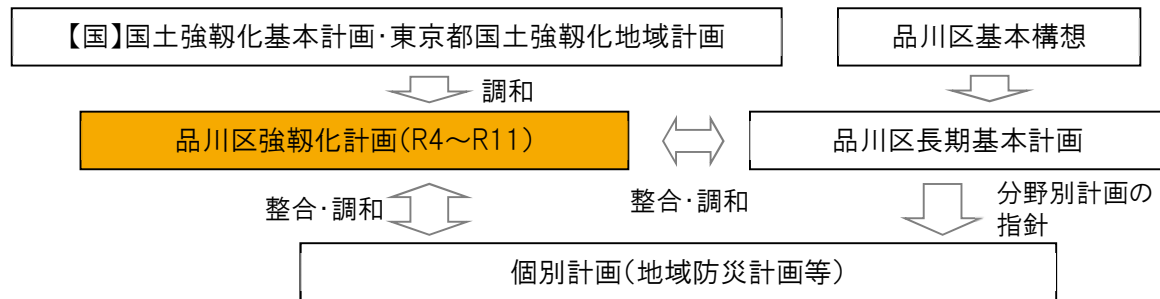 【国】国土強靱化基本計画・東京都国土強靱化地域計画
品川区基本構想
調和
品川区強靱化計画(R4～R11)
品川区長期基本計画
整合・調和
整合・調和
分野別計画の
指針
個別計画(地域防災計画等)